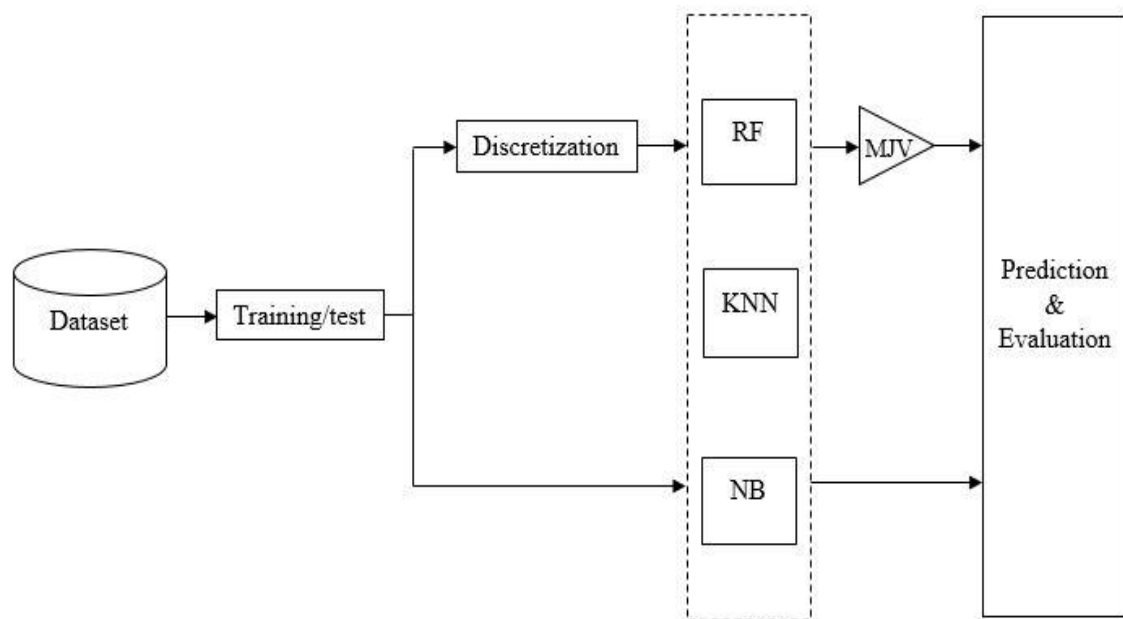 Dataset
Training/test
Discretization
RF
KNN
NB
MJV
Prediction
&
Evaluation